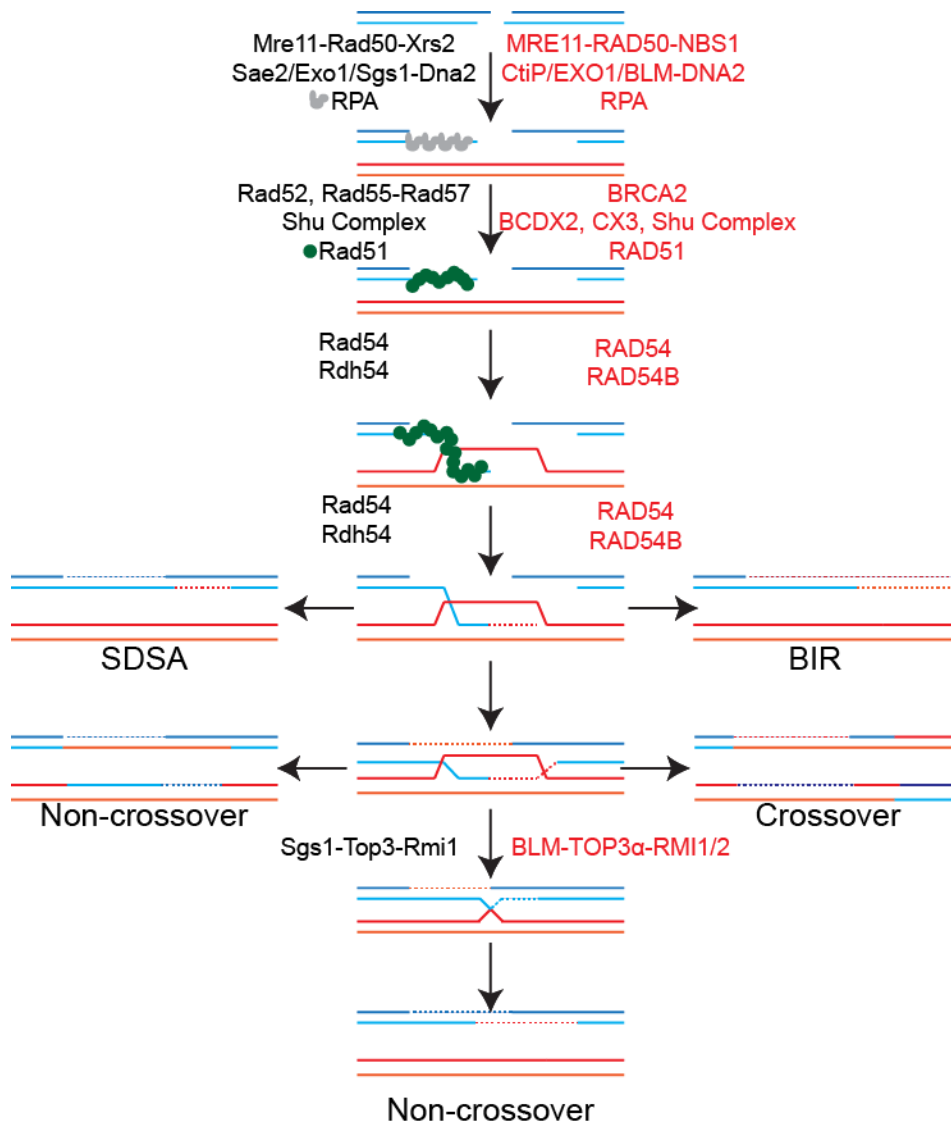 Mre11-Rad50-Xrs2 MRE11-RAD50-NBS1
Sae2/Exo1/Sgs1-Dna2 CtiP/EXO1/BLM-DNA2
RPA RPA
Rad52, Rad55-Rad57 BRCA2
Shu Complex BCDX2, CX3, Shu Complex
Rad51 RAD51
Rad54 RAD54
Rdh54 RAD54B
Rad54 RAD54
Rdh54 RAD54B
SDSA BIR
Non-crossover Crossover
Sgs1-Top3-Rmi1 BLM-TOP3α-RMI1/2
Non-crossover